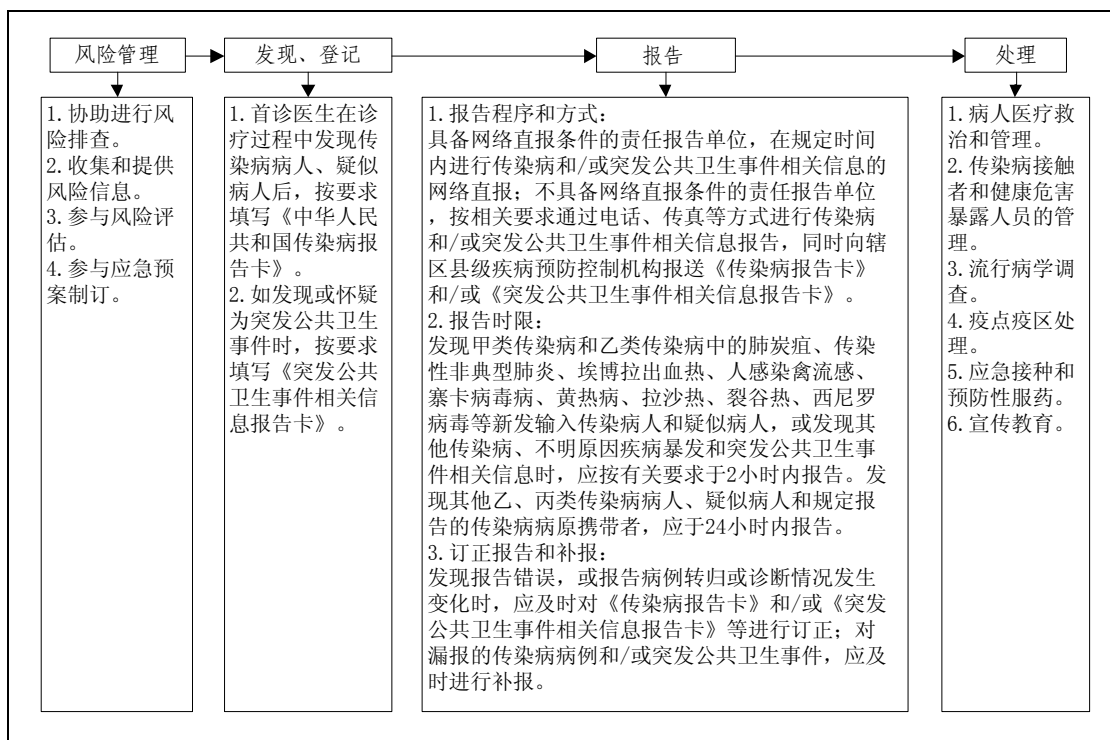 风险管理
发现、登记
报告
处理
1.协助进行风
险排查。
2.收集和提供
风险信息。
3.参与风险评
估。
4.参与应急预
案制订。
1.首诊医生在诊
疗过程中发现传
染病病人、疑似
病人后，按要求
填写《中华人民
共和国传染病报
告卡》。
2.如发现或怀疑
为突发公共卫生
事件时，按要求
填写《突发公共
卫生事件相关信
息报告卡》。
1.报告程序和方式：
具备网络直报条件的责任报告单位，在规定时间
内进行传染病和/或突发公共卫生事件相关信息的
网络直报；不具备网络直报条件的责任报告单位
，按相关要求通过电话、传真等方式进行传染病
和/或突发公共卫生事件相关信息报告，同时向辖
区县级疾病预防控制机构报送《传染病报告卡》
和/或《突发公共卫生事件相关信息报告卡》。
2.报告时限：
发现甲类传染病和乙类传染病中的肺炭疽、传染
性非典型肺炎、埃博拉出血热、人感染禽流感、
寨卡病毒病、黄热病、拉沙热、裂谷热、西尼罗
病毒等新发输入传染病人和疑似病人，或发现其
他传染病、不明原因疾病暴发和突发公共卫生事
件相关信息时，应按有关要求于2小时内报告。发
现其他乙、丙类传染病病人、疑似病人和规定报
告的传染病病原携带者，应于24小时内报告。
3.订正报告和补报：
发现报告错误，或报告病例转归或诊断情况发生
变化时，应及时对《传染病报告卡》和/或《突发
公共卫生事件相关信息报告卡》等进行订正；对
漏报的传染病病例和/或突发公共卫生事件，应及
时进行补报。
1.病人医疗救
治和管理。
2.传染病接触
者和健康危害
暴露人员的管
理。
3.流行病学调
查。
4.疫点疫区处
理。
5.应急接种和
预防性服药。
6.宣传教育。